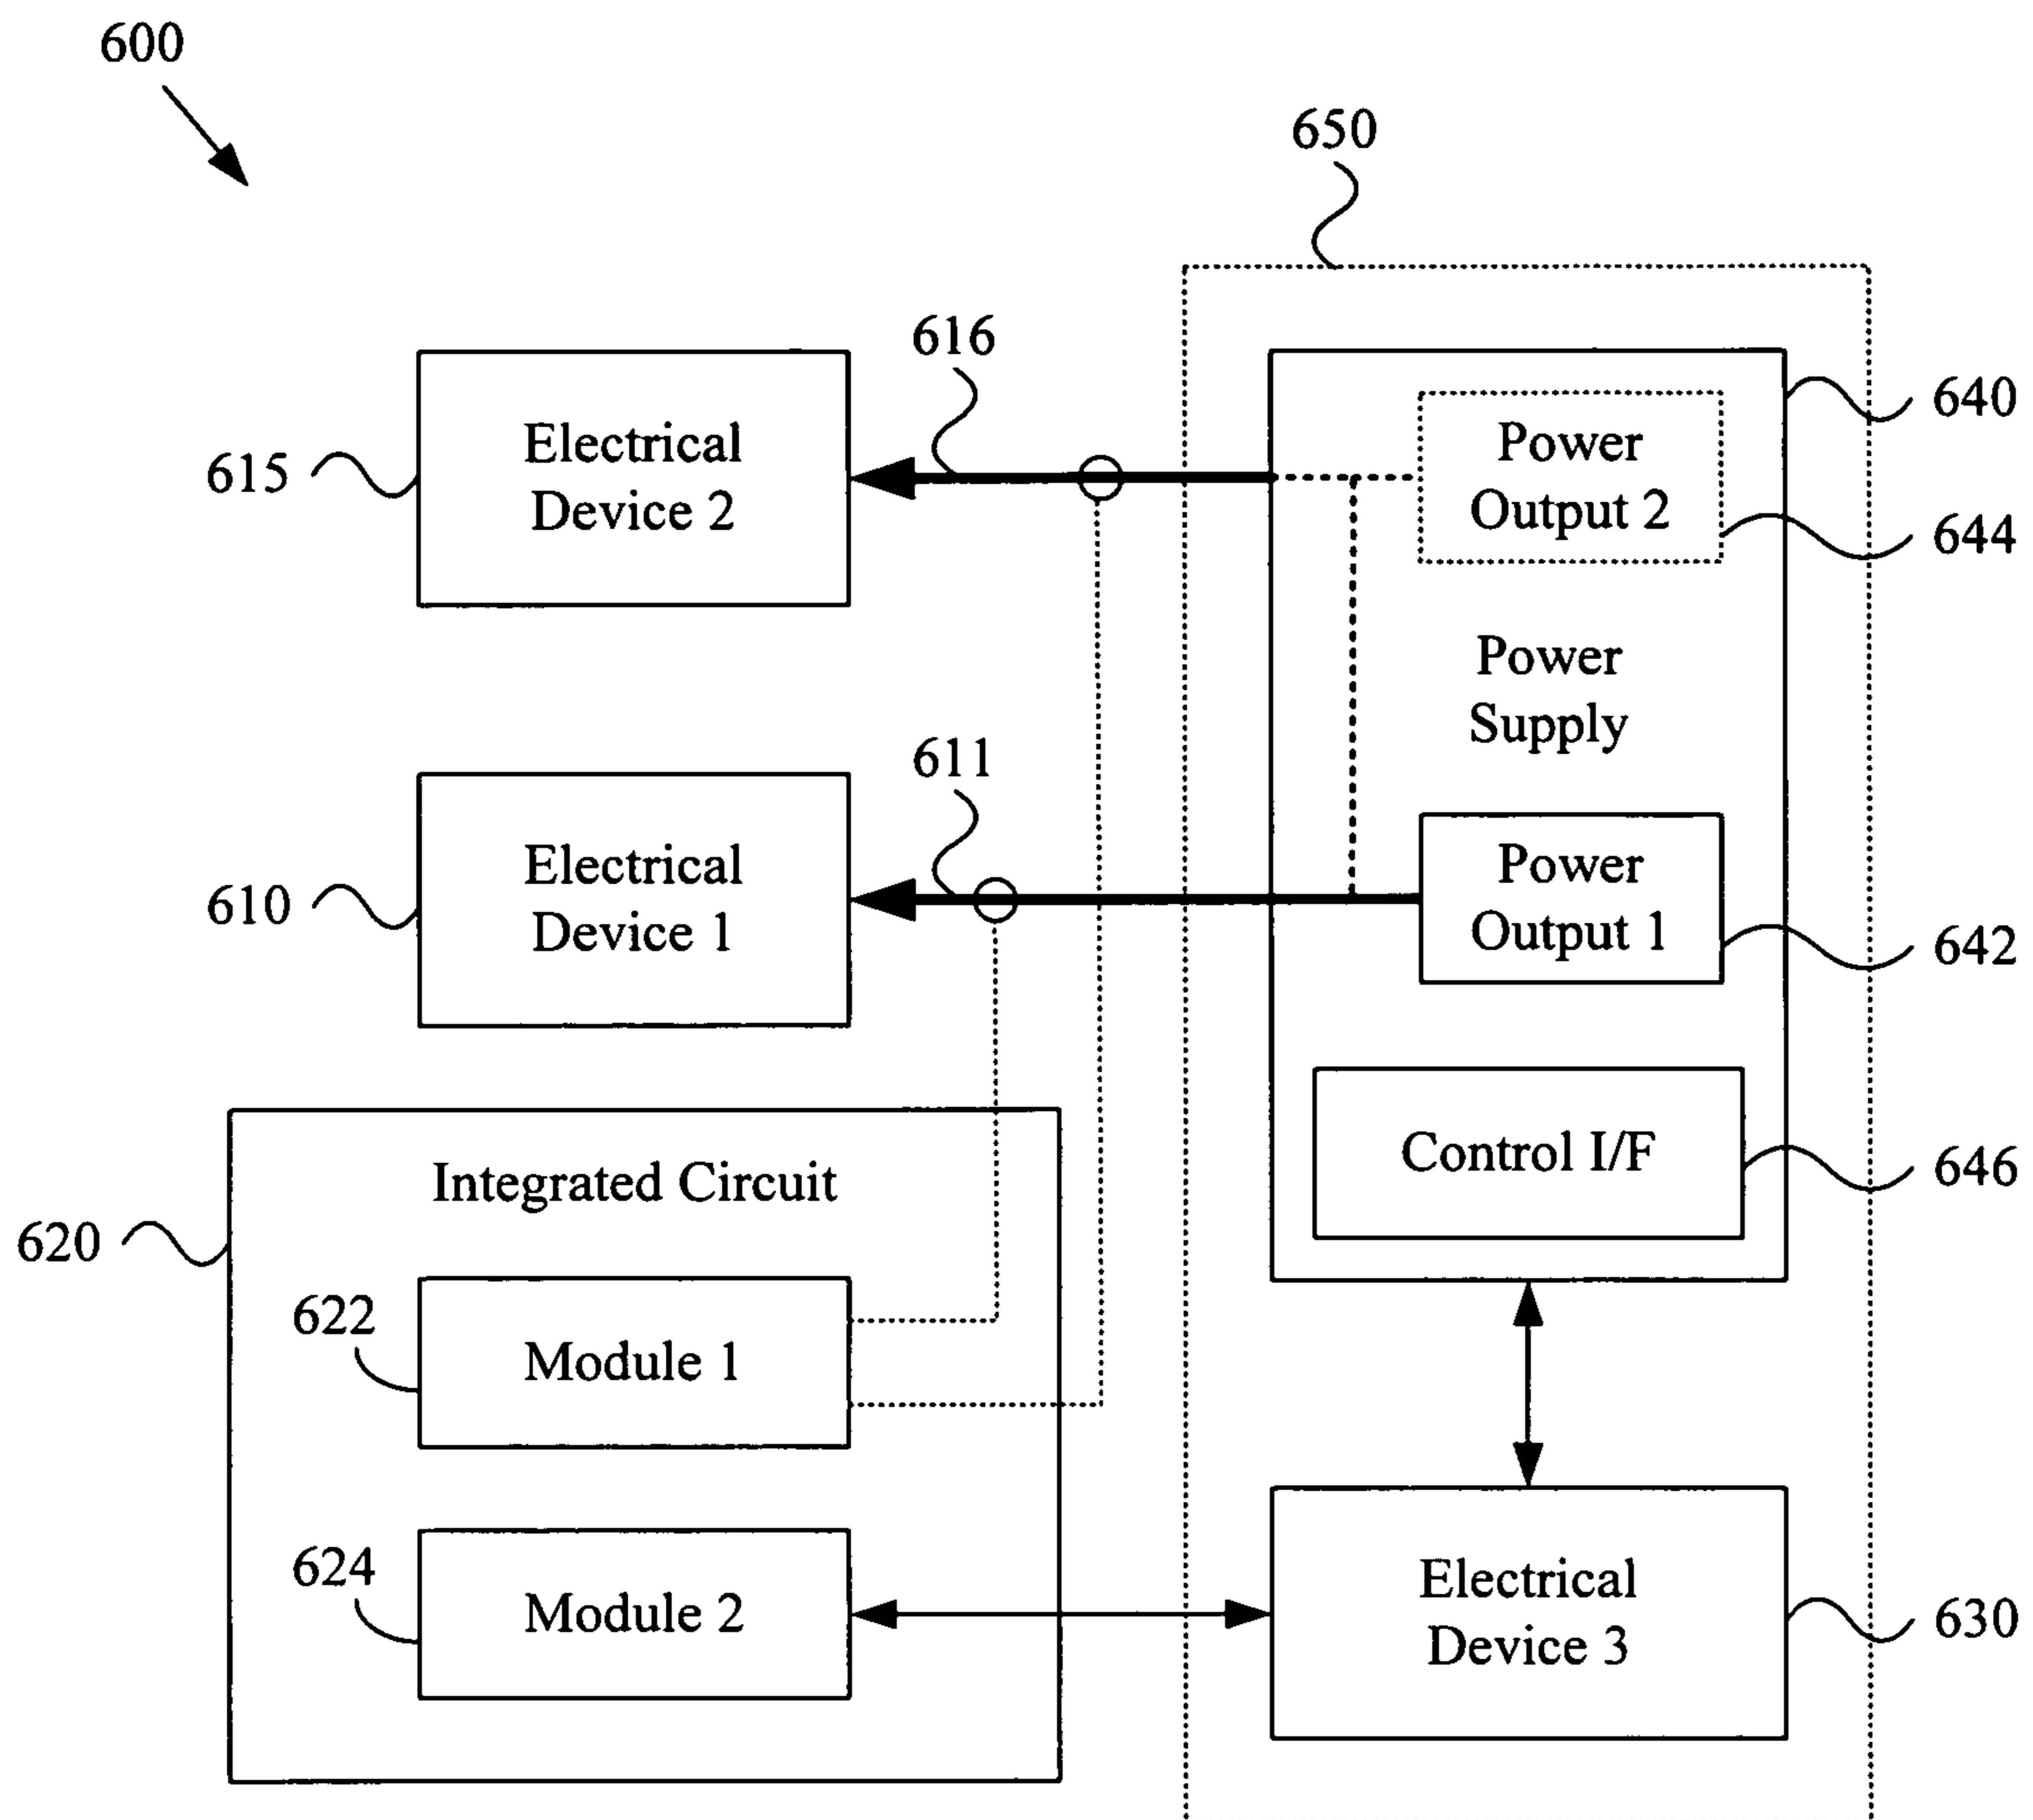 600
650
616
640
Electrical
Device 2
615
Power
Output 2
644
Power
Supply
611
Electrical
Device 1
610
Power
Output 1
642
Control I/F
646
Integrated Circuit
620
622
Module 1
624
Module 2
Electrical
Device 3
630